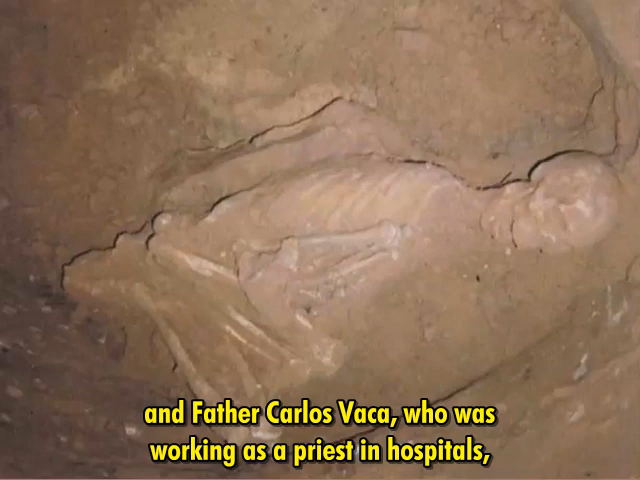 and Father Carlos Vaca, who was
working as a priest in hospitals,